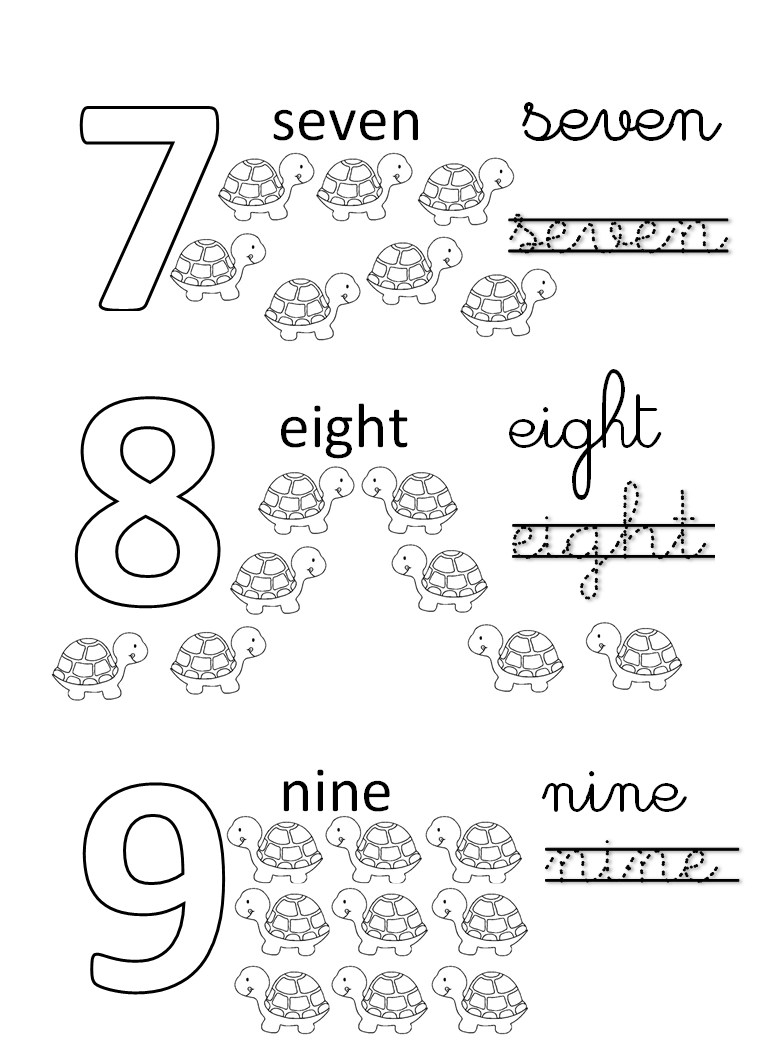 7 seven seven
seven
8 eight eight
eight
9 nine nine
nine